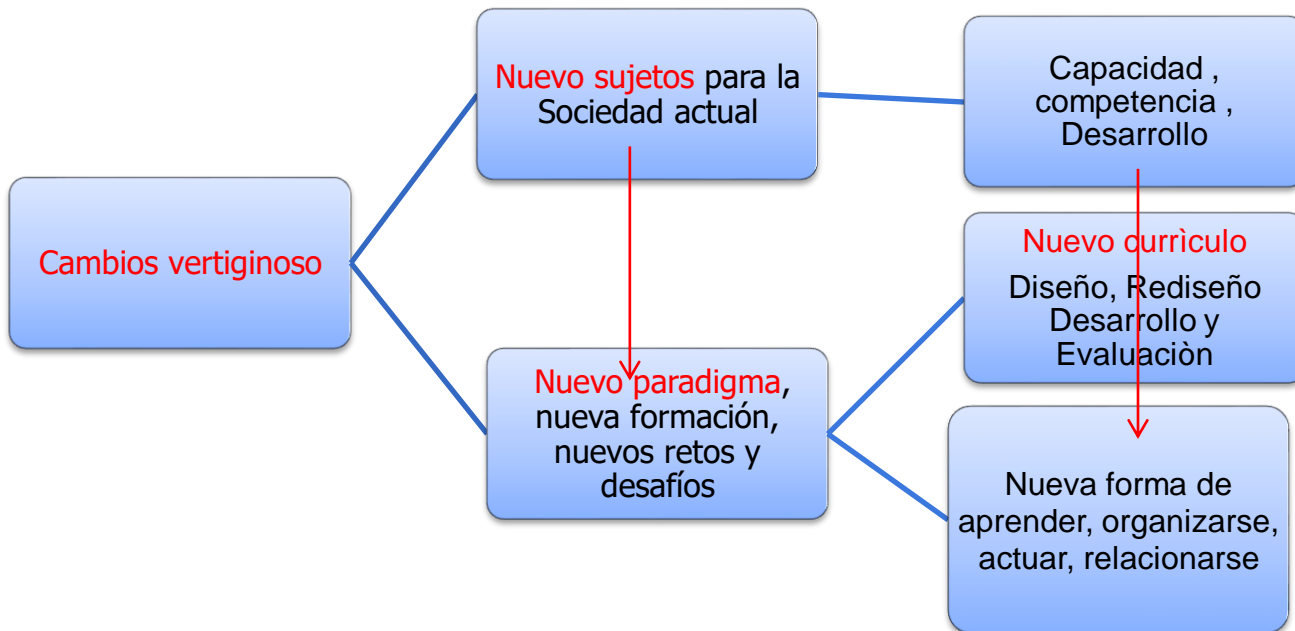 Cambios vertiginoso
Nuevo sujetos para la
Sociedad actual
Nuevo paradigma,
nueva formación,
nuevos retos y
desafíos
Capacidad ,
competencia ,
Desarrollo
Nuevo currìculo
Diseño, Rediseño
Desarrollo y
Evaluaciòn
Nueva forma de
aprender, organizarse,
actuar, relacionarse